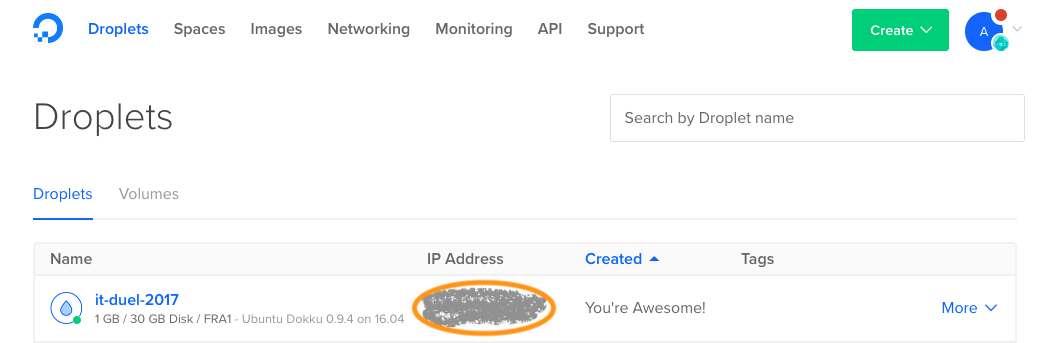 Droplets Spaces Images Networking Monitoring API Support Create A
Droplets
Search by Droplet name
Droplets Volumes
Name IP Address Created Tags
it-duel-2017 You're Awesome! More
1 GB / 30 GB Disk / FRA1 - Ubuntu Dokku 0.9.4 on 16.04